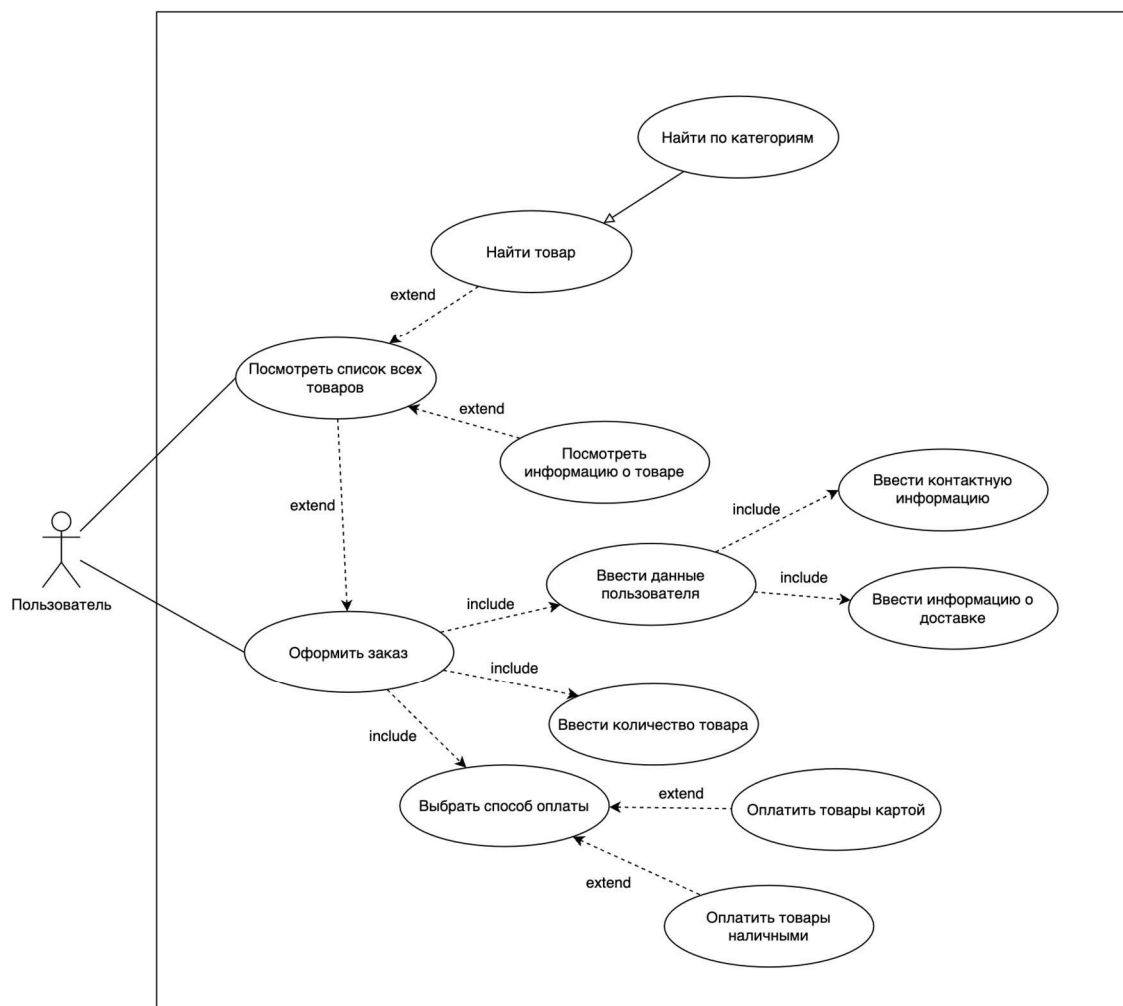 Найти по категориям
Найти товар
extend
Посмотреть список всех
товаров
extend
Посмотреть
информацию о товаре
Ввести контактную
информацию
extend
include
Ввести данные
пользователя
include
Ввести информацию о
доставке
Пользователь
include
Оформить заказ
include
Ввести количество товара
include
Выбрать способ оплаты
extend
Оплатить товары картой
extend
Оплатить товары
наличными